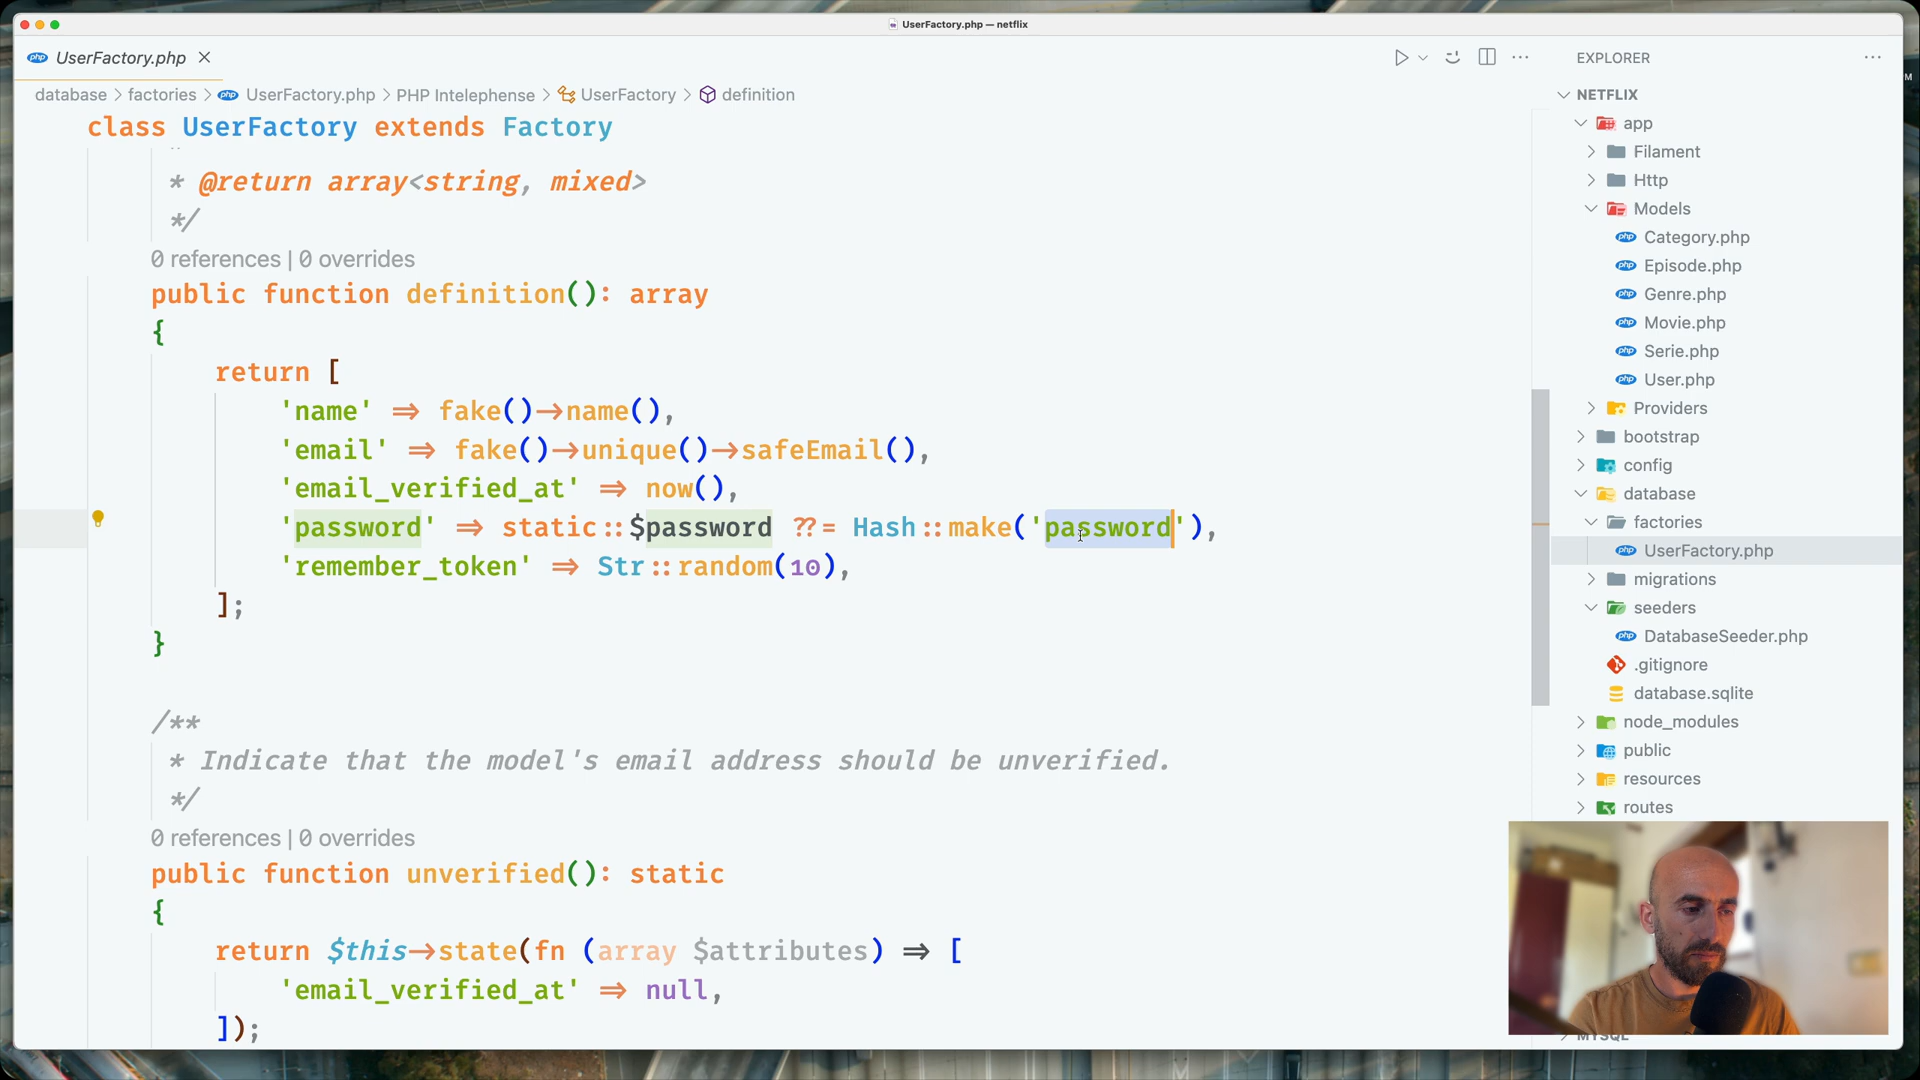 UserFactory.php — netflix
UserFactory.php
database > factories > UserFactory.php > PHP Intelephense > UserFactory > definition
class UserFactory extends Factory
* @return array<string, mixed>
*/
0 references | 0 overrides
public function definition(): array
{
return [
'name' => fake()->name(),
'email' => fake()->unique()->safeEmail(),
'email_verified_at' => now(),
'password' => static::$password ??= Hash::make('password'),
'remember_token' => Str::random(10),
];
}
/**
* Indicate that the model's email address should be unverified.
*/
0 references | 0 overrides
public function unverified(): static
{
return $this->state(fn (array $attributes) => [
'email_verified_at' => null,
]);
EXPLORER
NETFLIX
app
Filament
Http
Models
Category.php
Episode.php
Genre.php
Movie.php
Serie.php
User.php
Providers
bootstrap
config
database
factories
UserFactory.php
migrations
seeders
DatabaseSeeder.php
.gitignore
database.sqlite
node_modules
public
resources
routes
MYSQL